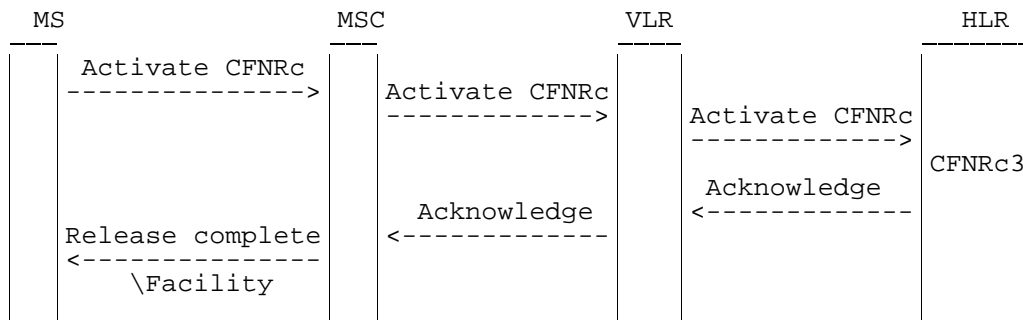 MS MSC VLR HLR
Activate CFNRc
Activate CFNRc
Activate CFNRc
CFNRc3
Acknowledge
Acknowledge
Release complete
\Facility